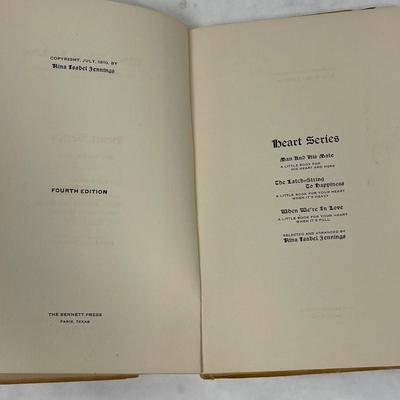 COPYRIGHT, JULY, 1910, BY
Nina Isabel Jennings
FOURTH EDITION
THE BENNETT PRESS
PARIS, TEXAS
Heart Series
Man And His Mate
A LITTLE BOOK FOR
HIS HEART AND HERS
The Latch-String
To Happiness
A LITTLE BOOK FOR YOUR HEART
WHEN IT'S HEAVY
When We're In Love
A LITTLE BOOK FOR YOUR HEART
WHEN IT'S FULL
SELECTED AND ARRANGED BY
Nina Isabel Jennings